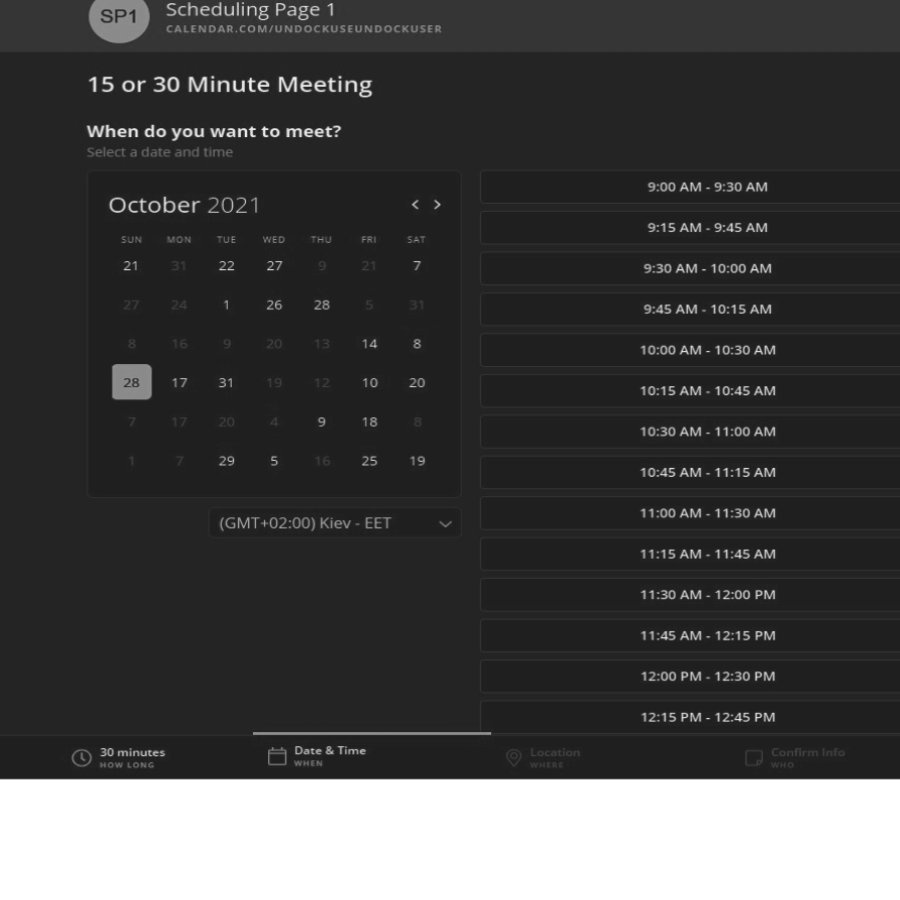 SP1
Scheduling Page 1
CALENDAR.COM/UNDOCKUSEUNDOCKUSER
15 or 30 Minute Meeting
When do you want to meet?
Select a date and time
October 2021 < >
SUN MON TUE WED THU FRI SAT
21 31 22 27 9 21 7
27 24 1 26 28 5 31
8 16 9 20 13 14 8
28 17 31 19 12 10 20
7 17 20 4 9 18 8
1 7 29 5 16 25 19
(GMT+02:00) Kiev - EET
9:00 AM - 9:30 AM
9:15 AM - 9:45 AM
9:30 AM - 10:00 AM
9:45 AM - 10:15 AM
10:00 AM - 10:30 AM
10:15 AM - 10:45 AM
10:30 AM - 11:00 AM
10:45 AM - 11:15 AM
11:00 AM - 11:30 AM
11:15 AM - 11:45 AM
11:30 AM - 12:00 PM
11:45 AM - 12:15 PM
12:00 PM - 12:30 PM
12:15 PM - 12:45 PM
30 minutes
HOW LONG
Date & Time
WHEN
Location
WHERE
Confirm Info
WHO